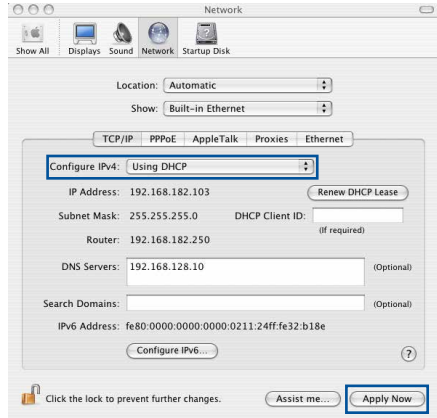 Network
Show All Displays Sound Network Startup Disk
Location: Automatic
Show: Built-in Ethernet
TCP/IP PPPoE AppleTalk Proxies Ethernet
Configure IPv4: Using DHCP
IP Address: 192.168.182.103 Renew DHCP Lease
Subnet Mask: 255.255.255.0 DHCP Client ID:
(If required)
Router: 192.168.182.250
DNS Servers: 192.168.128.10 (Optional)
Search Domains: (Optional)
IPv6 Address: fe80:0000:0000:0000:0211:24ff:fe32:b18e
Configure IPv6... ?
Click the lock to prevent further changes. Assist me... Apply Now